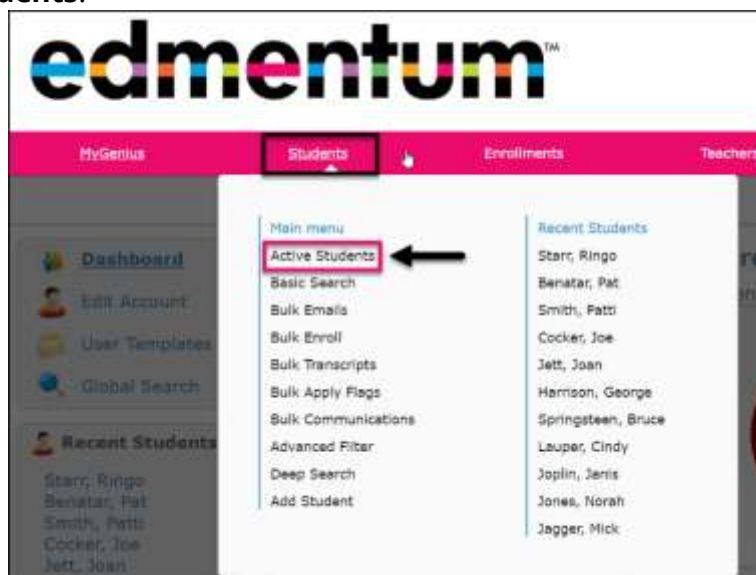 dents.
edmentum™
MyGenius Students Enrollments Teachers
Main menu
Active Students
Basic Search
Bulk Emails
Bulk Enroll
Bulk Transcripts
Bulk Apply Flags
Bulk Communications
Advanced Filter
Deep Search
Add Student
Recent Students
Starr, Ringo
Benatar, Pat
Smith, Patti
Cocker, Joe
Jett, Joan
Harrison, George
Springsteen, Bruce
Lauper, Cindy
Joplin, Janis
Jones, Norah
Jagger, Mick
Dashboard
Edit Account
User Templates
Global Search
Recent Students
Starr, Ringo
Benatar, Pat
Smith, Patti
Cocker, Joe
Jett, Joan